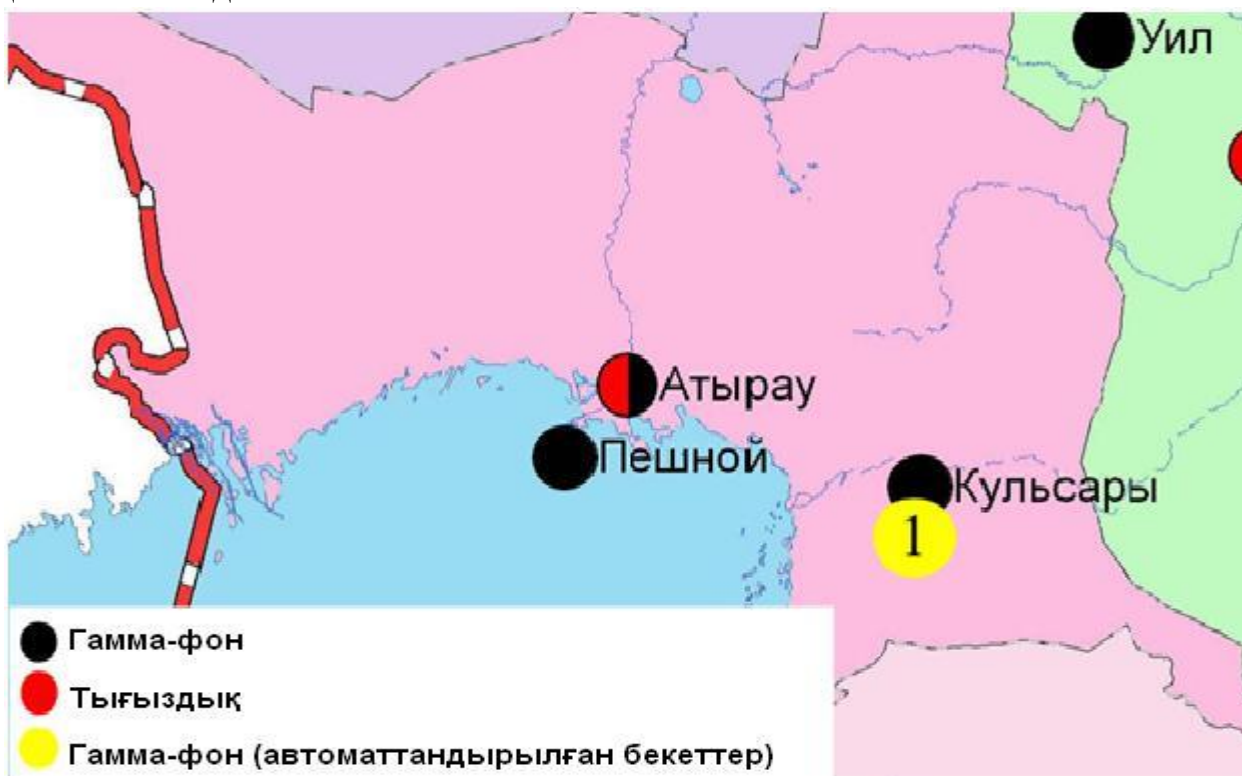 Уил
Атырау
Пешной
Кульсары
1
Гамма-фон
Тығыздық
Гамма-фон (автоматтандырылған бекеттер)